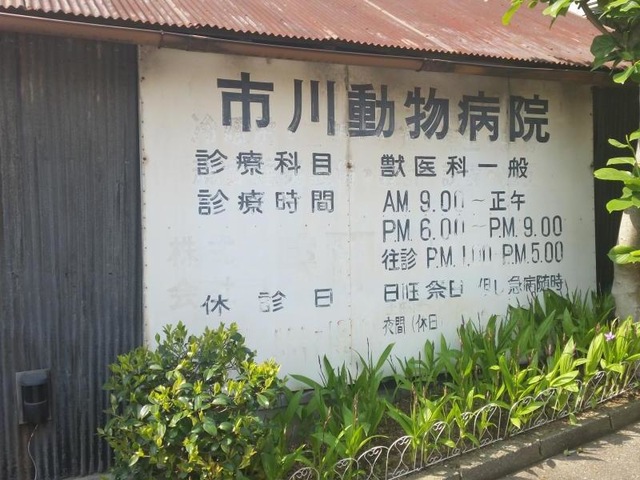 市川動物病院
診療科目 獣医科一般
診療時間 AM. 9.00～正午
P.M. 6.00～P.M. 9.00
往診 P.M. 1.00 P.M. 5.00
休診日 日曜祭日 但し急病随時
夜間(休日